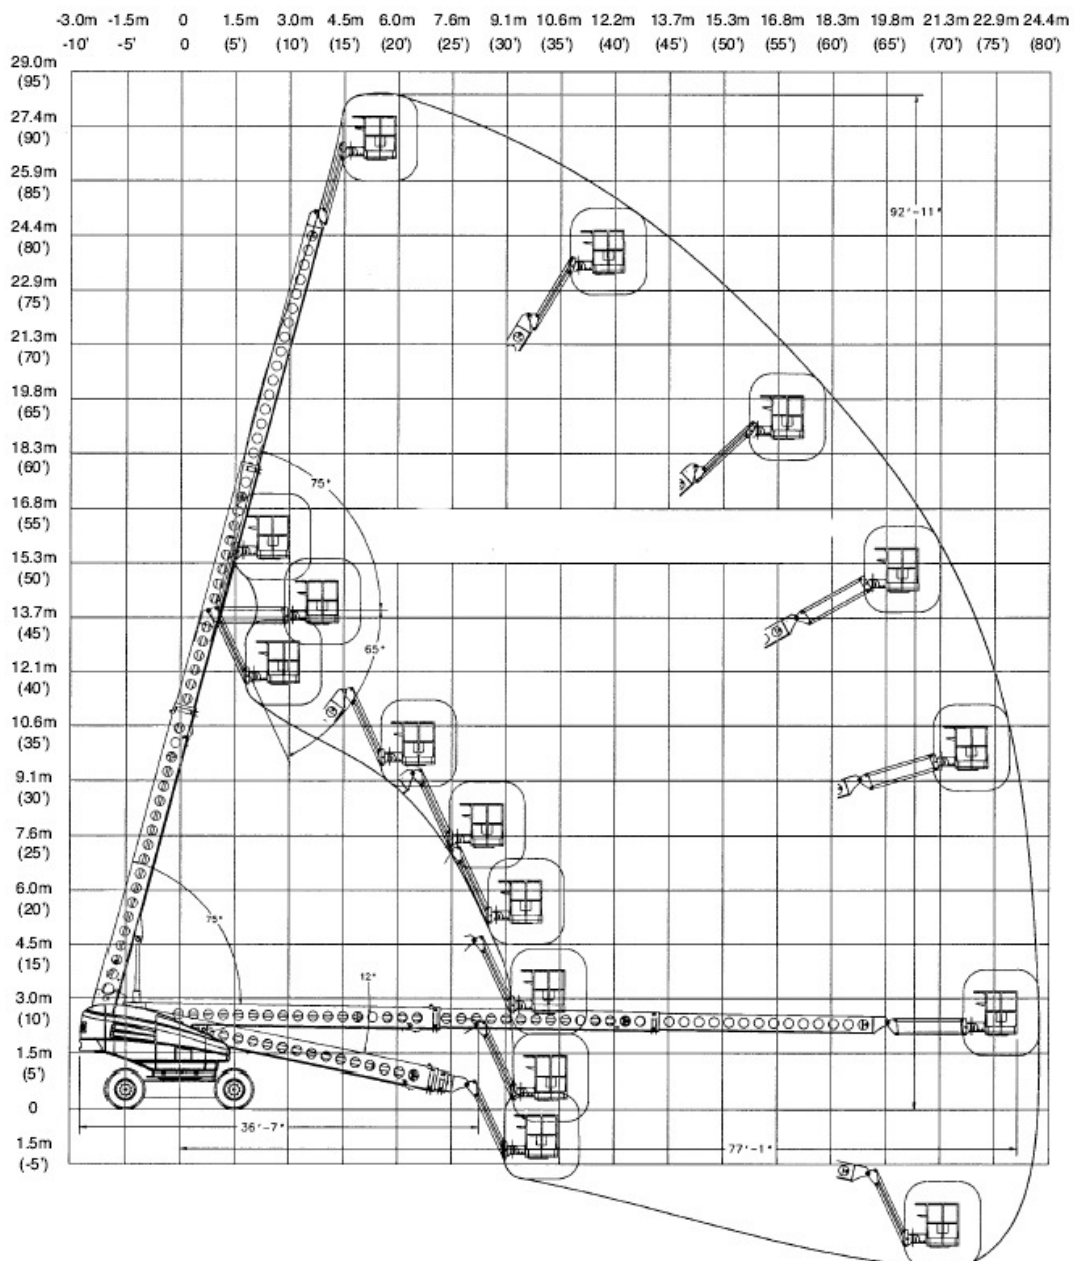 -3.0m -1.5m 0 1.5m 3.0m 4.5m 6.0m 7.6m 9.1m 10.6m 12.2m 13.7m 15.3m 16.8m 18.3m 19.8m 21.3m 22.9m 24.4m
-10' -5' 0 (5') (10') (15') (20') (25') (30') (35') (40') (45') (50') (55') (60') (65') (70') (75') (80')
29.0m
(95')
27.4m
(90')
25.9m
(85')
92'-11"
24.4m
(80')
22.9m
(75')
21.3m
(70')
19.8m
(65')
18.3m
(60')
75°
16.8m
(55')
15.3m
(50')
13.7m
(45')
65°
12.1m
(40')
10.6m
(35')
9.1m
(30')
7.6m
(25')
6.0m
(20')
75°
4.5m
(15')
12°
3.0m
(10')
1.5m
(5')
0
36'-7"
1.5m
(-5')
77'-1"